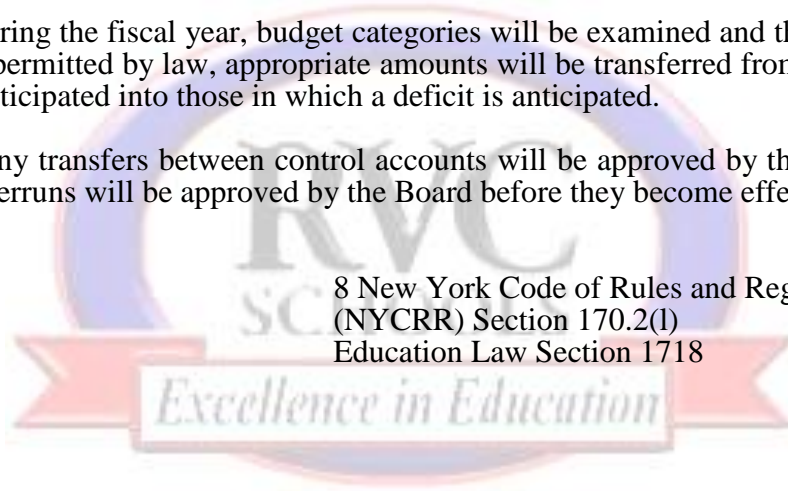 ring the fiscal year, budget categories will be examined and th
permitted by law, appropriate amounts will be transferred from
ticipated into those in which a deficit is anticipated.
ny transfers between control accounts will be approved by th
erruns will be approved by the Board before they become effe
RVC
SCHOOLS
8 New York Code of Rules and Reg
(NYCRR) Section 170.2(l)
Education Law Section 1718
Excellence in Education